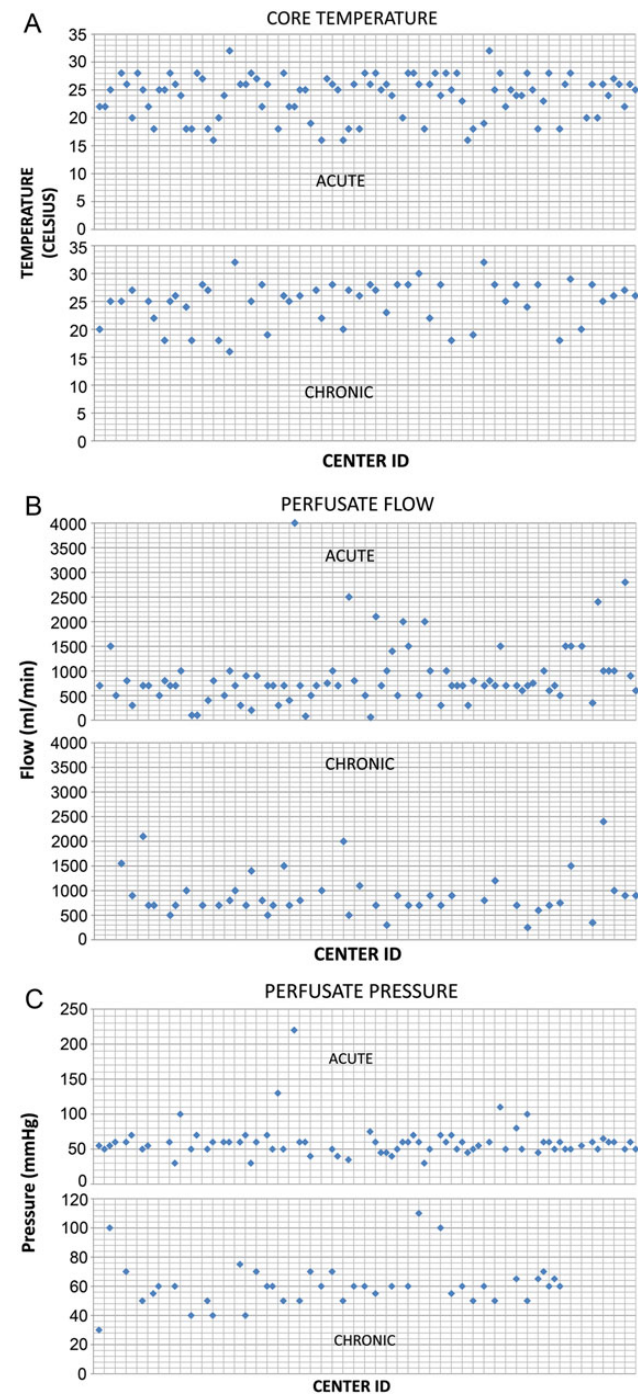 A
CORE TEMPERATURE
35
30
25
20
15
10
5
0
ACUTE
TEMPERATURE
(CELSIUS)
35
30
25
20
15
10
5
0
CHRONIC
CENTER ID
B
PERFUSATE FLOW
4000
3500
3000
2500
2000
1500
1000
500
0
ACUTE
Flow (ml/min)
4000
3500
3000
2500
2000
1500
1000
500
0
CHRONIC
CENTER ID
C
PERFUSATE PRESSURE
250
200
150
100
50
0
ACUTE
Pressure (mmHg)
120
100
80
60
40
20
0
CHRONIC
CENTER ID